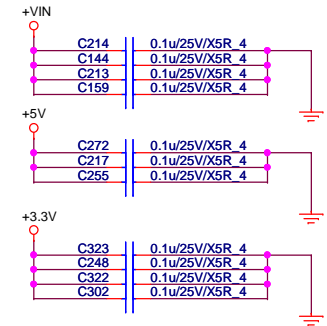 +VIN
C214 0.1u/25V/X5R_4
C144 0.1u/25V/X5R_4
C213 0.1u/25V/X5R_4
C159 0.1u/25V/X5R_4
+5V
C272 0.1u/25V/X5R_4
C217 0.1u/25V/X5R_4
C255 0.1u/25V/X5R_4
+3.3V
C323 0.1u/25V/X5R_4
C248 0.1u/25V/X5R_4
C322 0.1u/25V/X5R_4
C302 0.1u/25V/X5R_4